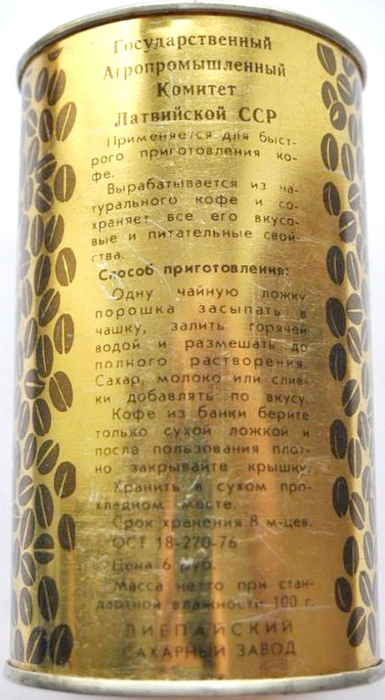 Государственный
Агропромышленный
Комитет
Латвийской ССР
Применяется для быст-
рого приготовления ко-
фе.
Вырабатывается из на-
турального кофе и со-
храняет все его вкусо-
вые и питательные свой-
ства.
Способ приготовления:
Одну чайную ложку
порошка засыпать в
чашку, залить горячей
водой и размешать до
полного растворения.
Сахар, молоко или слив-
ки добавлять по вкусу.
Кофе из банки берите
только сухой ложкой и
после пользования плот-
но закрывайте крышку.
Хранить в сухом про-
хладном месте.
Срок хранения 8 м-цев.
ОСТ 18-270-76
Цена 6 руб.
Масса нетто при стан-
дартной влажности 100 г.
ЛИЕПАЙСКИЙ
САХАРНЫЙ ЗАВОД